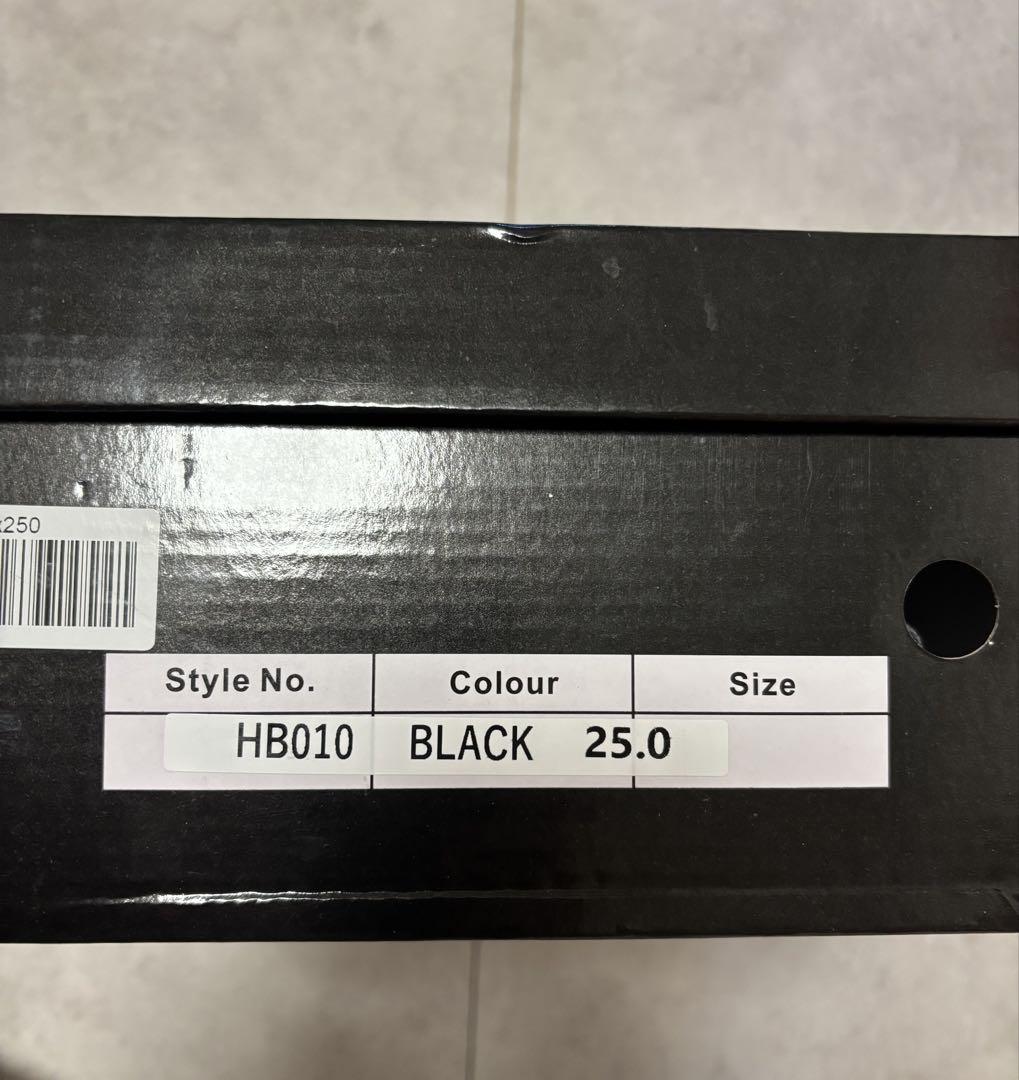 250
Style No. Colour Size
HB010 BLACK 25.0